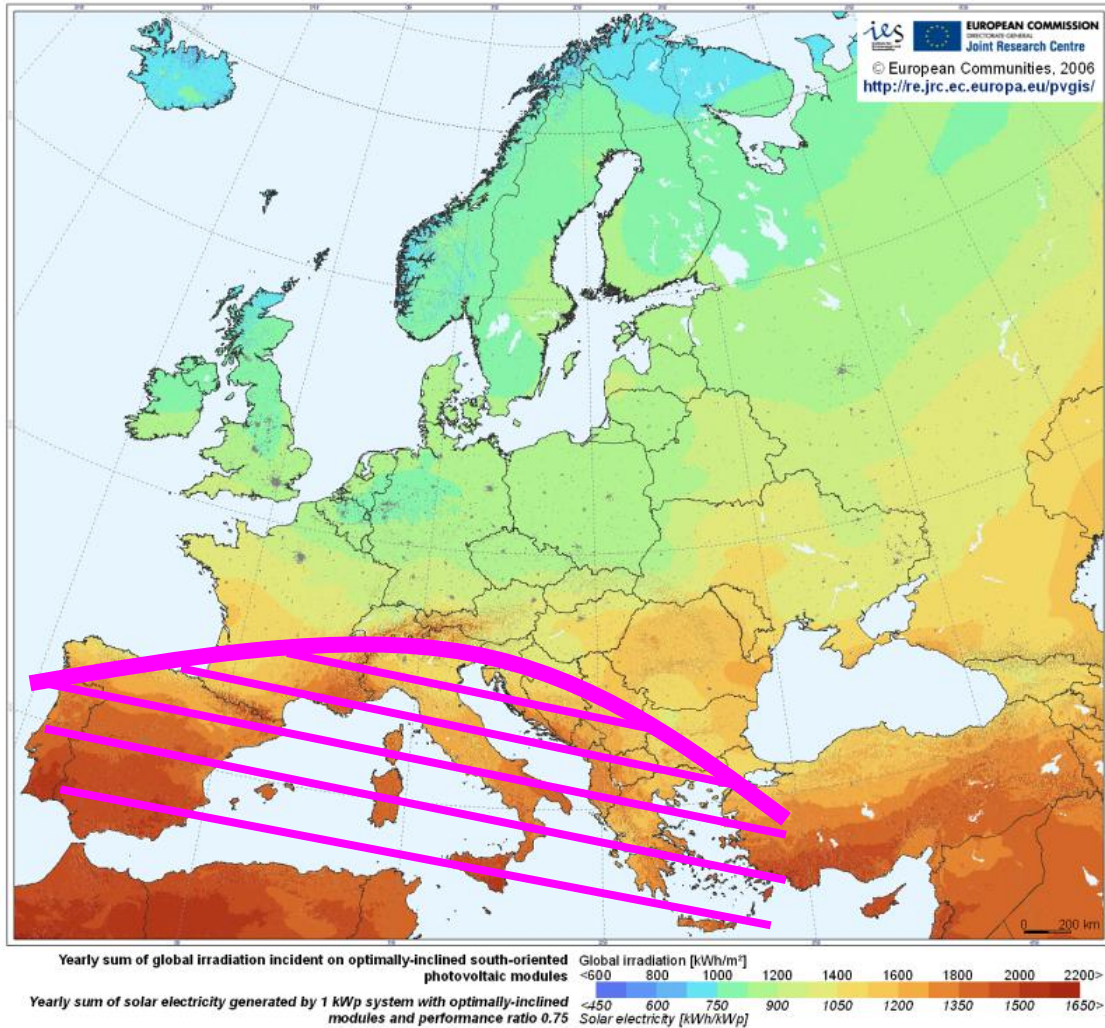 ies
EUROPEAN COMMISSION
DIRECTORATE-GENERAL
Joint Research Centre
© European Communities, 2006
http://re.jrc.ec.europa.eu/pvgis/
0 200 km
Yearly sum of global irradiation incident on optimally-inclined south-oriented
photovoltaic modules
Global irradiation [kWh/m²]
<600 800 1000 1200 1400 1600 1800 2000 2200>
Yearly sum of solar electricity generated by 1 kWp system with optimally-inclined
modules and performance ratio 0.75
<450 600 750 900 1050 1200 1350 1500 1650>
Solar electricity [kWh/kWp]